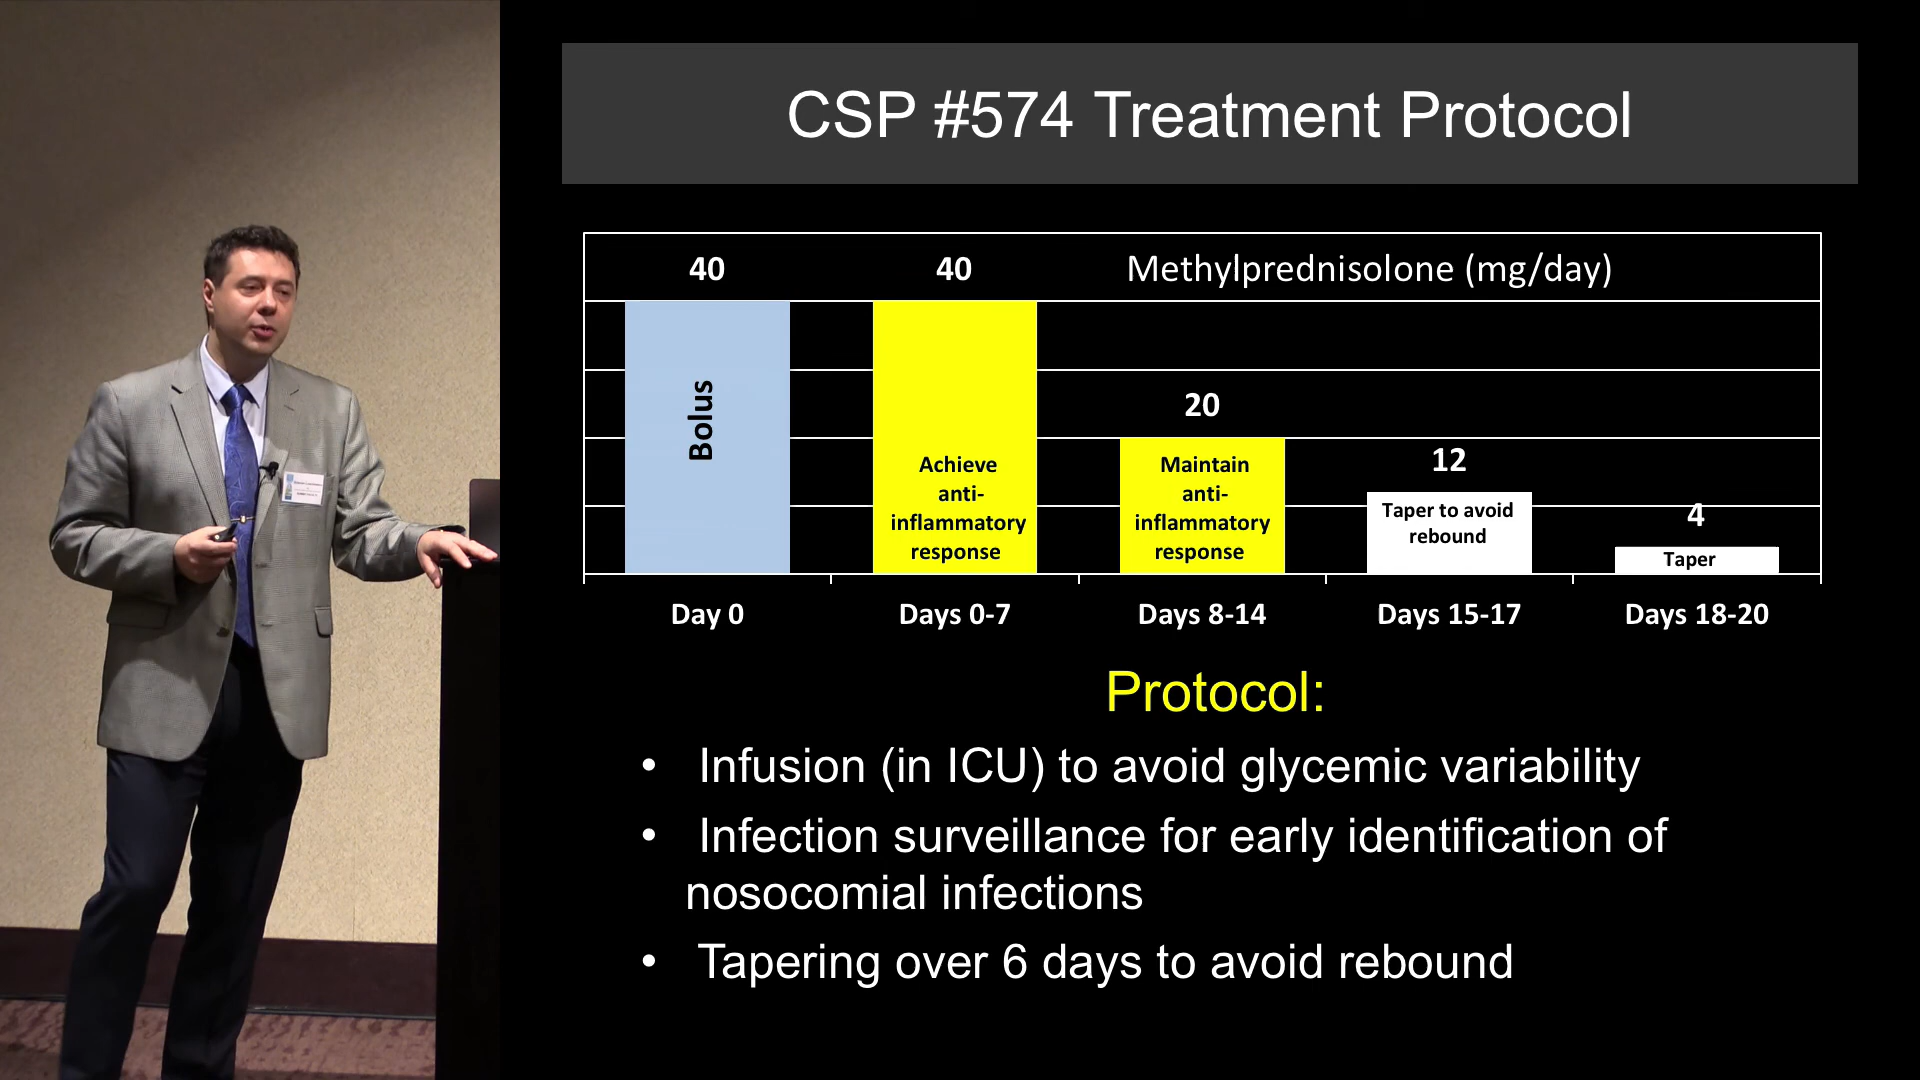 CSP #574 Treatment Protocol
40 40 Methylprednisolone (mg/day)
20
12
4
Bolus
Achieve
anti-
inflammatory
response
Maintain
anti-
inflammatory
response
Taper to avoid
rebound
Taper
Day 0 Days 0-7 Days 8-14 Days 15-17 Days 18-20
Protocol:
• Infusion (in ICU) to avoid glycemic variability
• Infection surveillance for early identification of
nosocomial infections
• Tapering over 6 days to avoid rebound